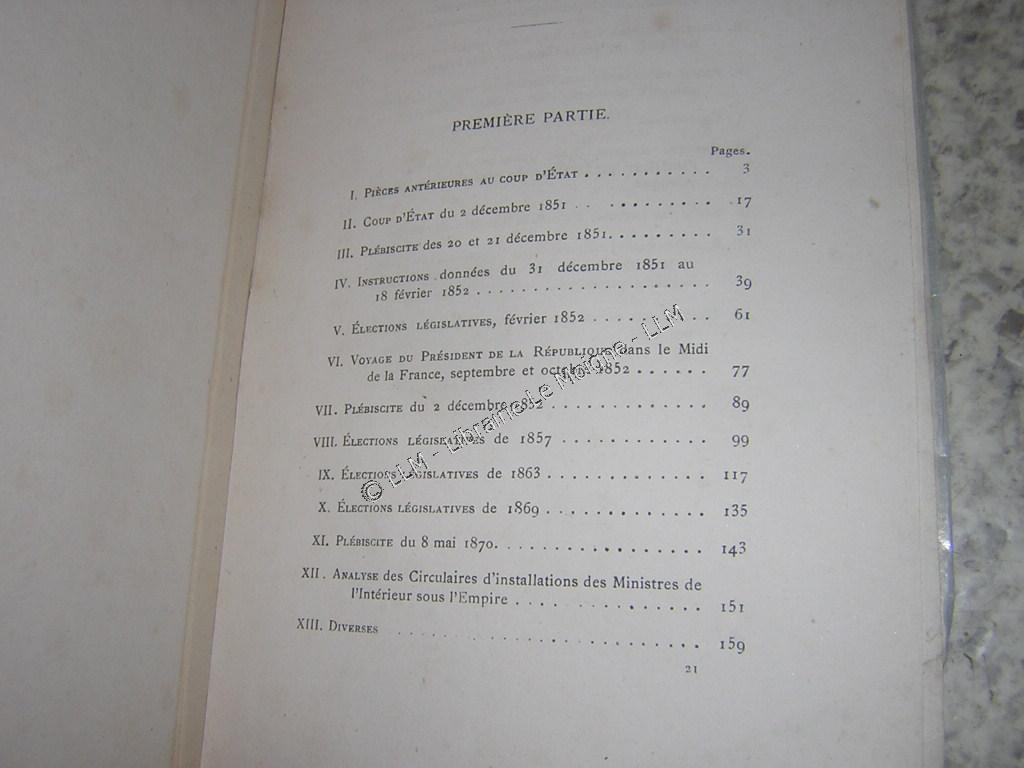 PREMIÈRE PARTIE.
Pages.
I. PIÈCES ANTÉRIEURES AU COUP D'ÉTAT . . . . . . . . . . . 3
II. COUP D'ÉTAT du 2 décembre 1851 . . . . . . . . . . . 17
III. PLÉBISCITE des 20 et 21 décembre 1851. . . . . . . . . 31
IV. INSTRUCTIONS données du 31 décembre 1851 au
18 février 1852 . . . . . . . . . . . . . . . . . . . . . 39
V. ÉLECTIONS LÉGISLATIVES, février 1852 . . . . . . . . . . 61
VI. VOYAGE DU PRÉSIDENT DE LA RÉPUBLIQUE dans le Midi
de la France, septembre et octobre 1852 . . . . . . 77
VII. PLÉBISCITE du 2 décembre 1852 . . . . . . . . . . . . 89
VIII. ÉLECTIONS LÉGISLATIVES de 1857 . . . . . . . . . . . 99
IX. ÉLECTIONS LÉGISLATIVES de 1863 . . . . . . . . . . . . 117
X. ÉLECTIONS LÉGISLATIVES de 1869 . . . . . . . . . . . . 135
XI. PLÉBISCITE du 8 mai 1870. . . . . . . . . . . . . . . . 143
XII. ANALYSE des Circulaires d'installations des Ministres de
l'Intérieur sous l'Empire . . . . . . . . . . . . . . 151
XIII. DIVERSES . . . . . . . . . . . . . . . . . . . . . . 159
21
© LLM - Librairie Le Moigne - LLM